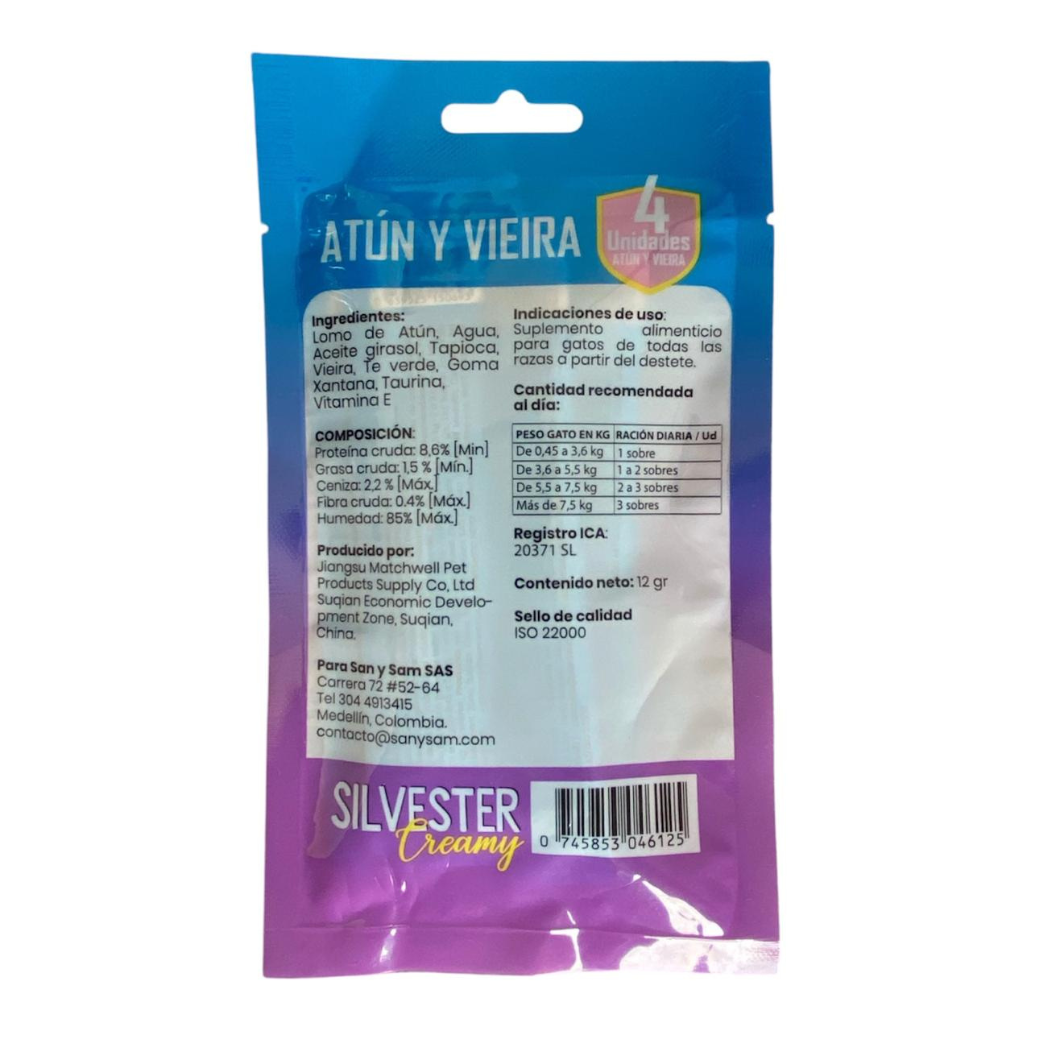 ATÚN Y VIEIRA
4
Unidades
ATÚN Y VIEIRA
Ingredientes:
Lomo de Atún, Agua,
Aceite girasol, Tapioca,
Vieira, Te verde, Goma
Xantana, Taurina,
Vitamina E
COMPOSICIÓN:
Proteína cruda: 8,6% [Min]
Grasa cruda: 1,5 % [Mín.]
Ceniza: 2,2 % [Máx.]
Fibra cruda: 0.4% [Máx.]
Humedad: 85% [Máx.]
Producido por:
Jiangsu Matchwell Pet
Products Supply Co, Ltd
Suqian Economic Develo-
pment Zone, Suqian,
China.
Para San y Sam SAS
Carrera 72 #52-64
Tel 304 4913415
Medellín, Colombia.
contacto@sanysam.com
Indicaciones de uso:
Suplemento alimenticio
para gatos de todas las
razas a partir del destete.
Cantidad recomendada
al día:
PESO GATO EN KG RACIÓN DIARIA / Ud
De 0,45 a 3,6 kg 1 sobre
De 3,6 a 5,5 kg 1 a 2 sobres
De 5,5 a 7,5 kg 2 a 3 sobres
Más de 7,5 kg 3 sobres
Registro ICA:
20371 SL
Contenido neto: 12 gr
Sello de calidad
ISO 22000
SILVESTER
Creamy
0 745853 046125